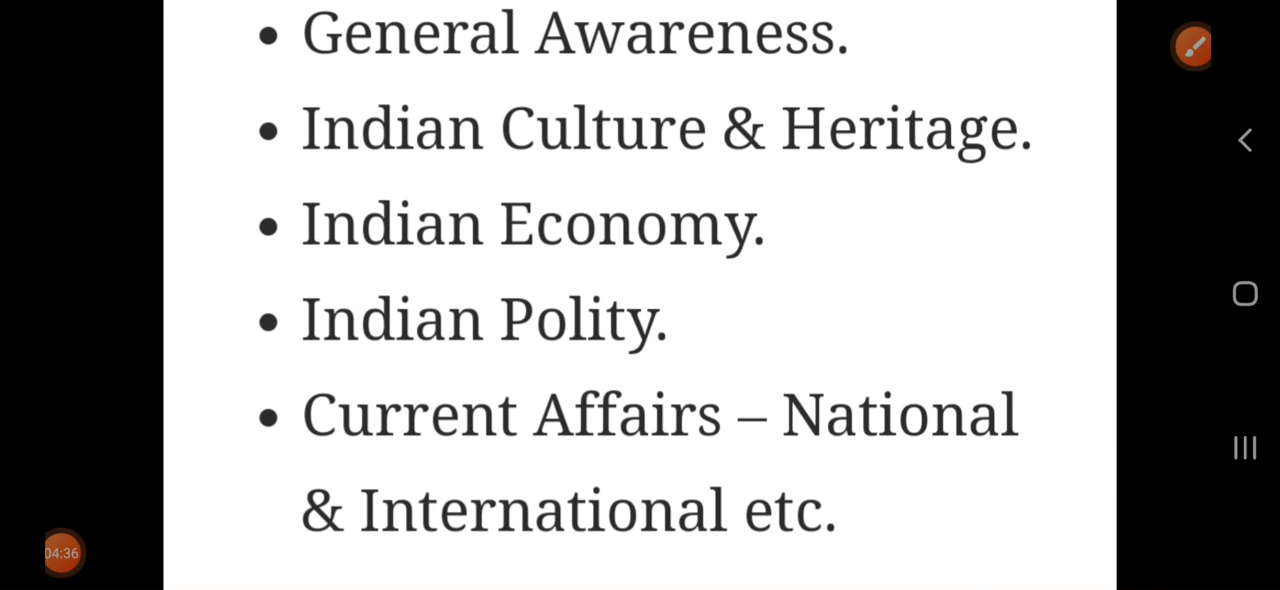 • General Awareness.
• Indian Culture & Heritage.
• Indian Economy.
• Indian Polity.
• Current Affairs – National
& International etc.
04:36